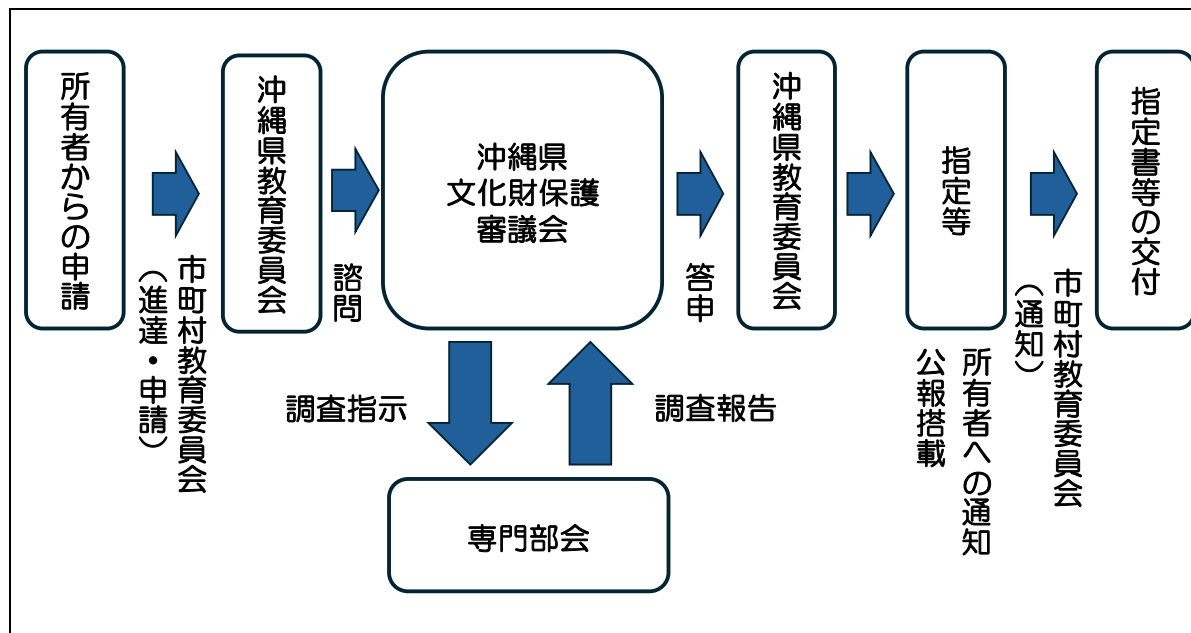 所有者からの申請
市町村教育委員会
（進達・申請）
沖縄県教育委員会
諮問
沖縄県
文化財保護
審議会
調査指示
調査報告
専門部会
答申
沖縄県教育委員会
指定等
所有者への通知
公報搭載
市町村教育委員会
（通知）
指定書等の交付